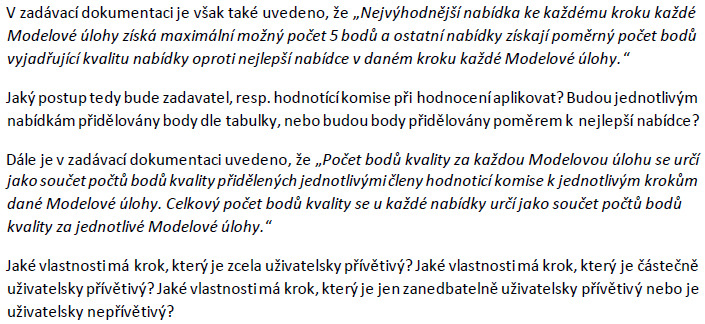 V zadávací dokumentaci je však také uvedeno, že „Nejvýhodnější nabídka ke každému kroku každé
Modelové úlohy získá maximální možný počet 5 bodů a ostatní nabídky získají poměrný počet bodů
vyjadřující kvalitu nabídky oproti nejlepší nabídce v daném kroku každé Modelové úlohy.“
Jaký postup tedy bude zadavatel, resp. hodnotící komise při hodnocení aplikovat? Budou jednotlivým
nabídkám přidělovány body dle tabulky, nebo budou body přidělovány poměrem k nejlepší nabídce?
Dále je v zadávací dokumentaci uvedeno, že „Počet bodů kvality za každou Modelovou úlohu se určí
jako součet počtů bodů kvality přidělených jednotlivými členy hodnoticí komise k jednotlivým krokům
dané Modelové úlohy. Celkový počet bodů kvality se u každé nabídky určí jako součet počtů bodů
kvality za jednotlivé Modelové úlohy.“
Jaké vlastnosti má krok, který je zcela uživatelsky přívětivý? Jaké vlastnosti má krok, který je částečně
uživatelsky přívětivý? Jaké vlastnosti má krok, který je jen zanedbatelně uživatelsky přívětivý nebo je
uživatelsky nepřívětivý?